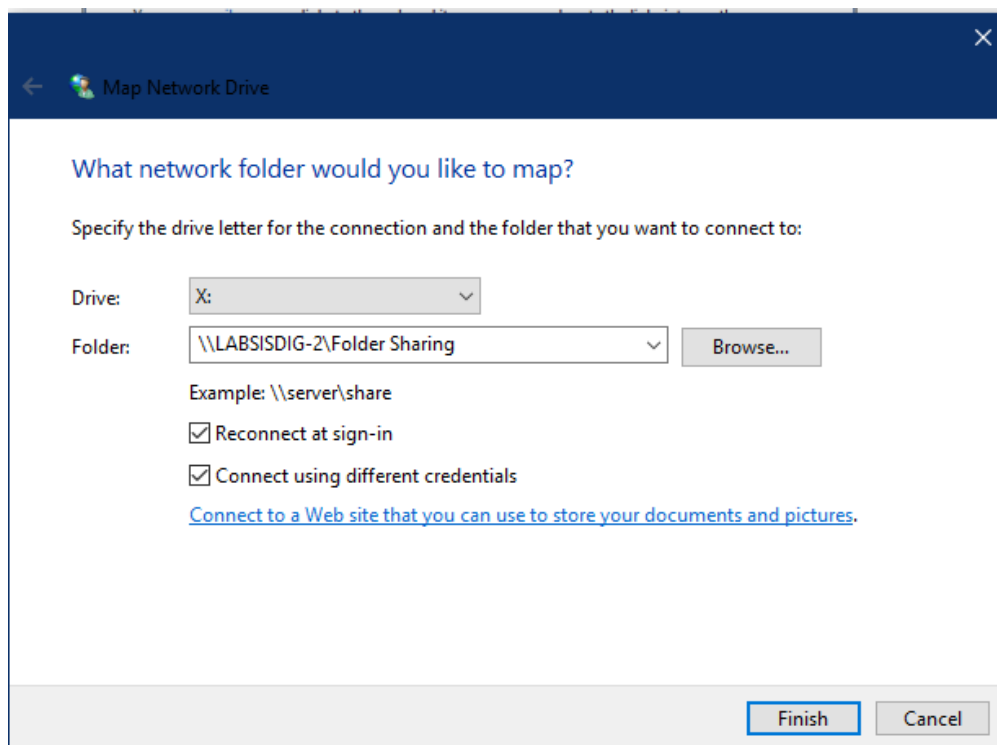 Map Network Drive
What network folder would you like to map?
Specify the drive letter for the connection and the folder that you want to connect to:
Drive: X:
Folder: \\LABSISDIG-2\Folder Sharing Browse...
Example: \\server\share
Reconnect at sign-in
Connect using different credentials
Connect to a Web site that you can use to store your documents and pictures.
Finish Cancel